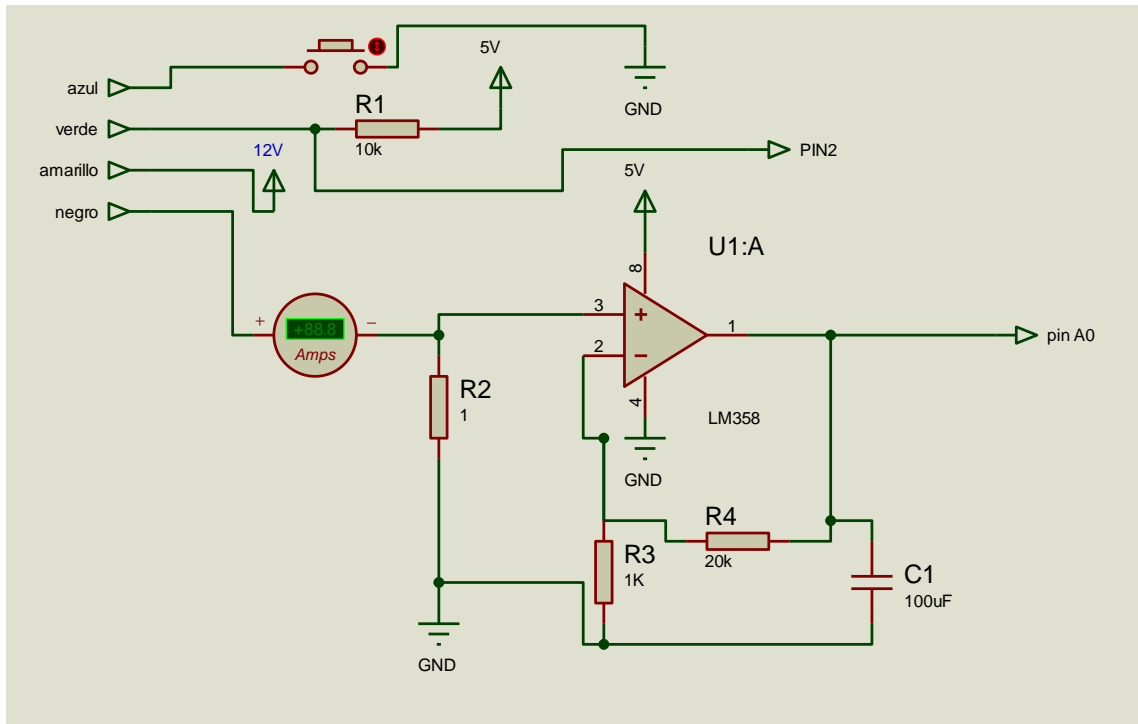 azul
verde
amarillo
negro
5V
R1
10k
12V
GND
PIN2
5V
U1:A
8
3
2
1
4
LM358
GND
pin A0
+
+88.8
−
Amps
R2
1
R3
1K
R4
20k
C1
100uF
GND